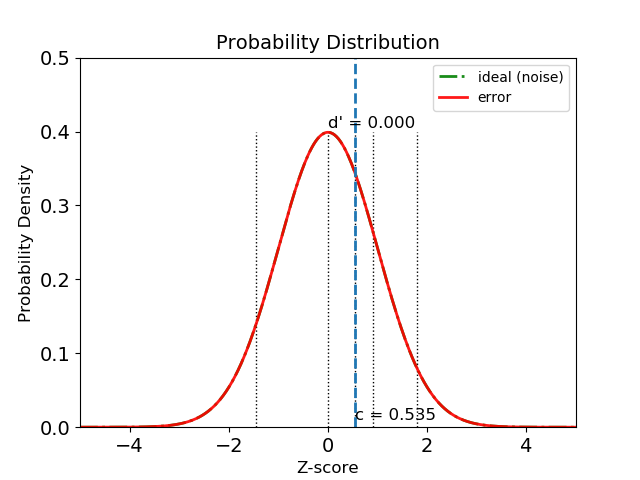 Probability Distribution
ideal (noise)
error
d' = 0.000
c = 0.535
Probability Density
0.5
0.4
0.3
0.2
0.1
0.0
−4
−2
0
2
4
Z-score